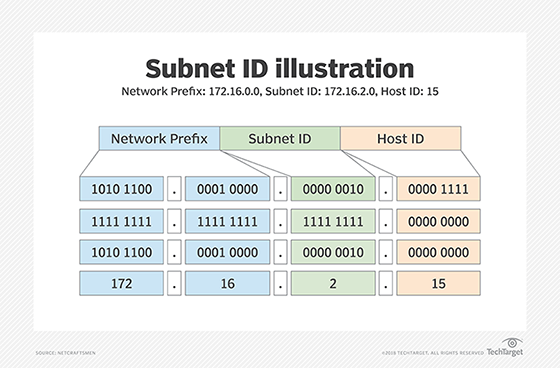 Subnet ID illustration
Network Prefix: 172.16.0.0, Subnet ID: 172.16.2.0, Host ID: 15
Network Prefix Subnet ID Host ID
1010 1100 . 0001 0000 . 0000 0010 . 0000 1111
1111 1111 . 1111 1111 . 1111 1111 . 0000 0000
1010 1100 . 0001 0000 . 0000 0010 . 0000 0000
172 . 16 . 2 . 15
SOURCE: NETCRAFTSMEN ©2019 TECHTARGET. ALL RIGHTS RESERVED TechTarget